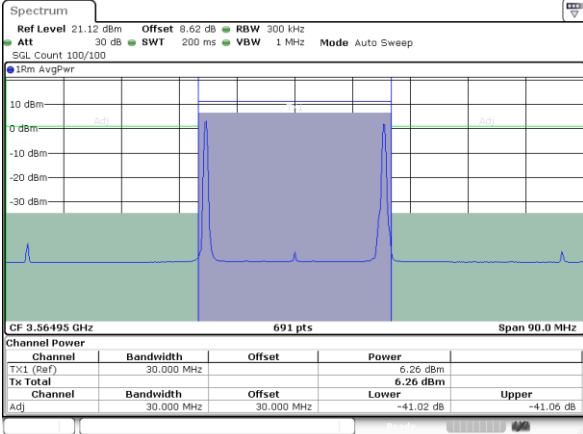 Spectrum
Ref Level 21.12 dBm Offset 8.62 dB RBW 300 kHz
Att 30 dB SWT 200 ms VBW 1 MHz Mode Auto Sweep
SGL Count 100/100
1Rm AvgPwr
10 dBm
Adj Adj
0 dBm
-10 dBm
-20 dBm
-30 dBm
CF 3.56495 GHz 691 pts Span 90.0 MHz
Channel Power
Channel Bandwidth Offset Power
TX1 (Ref) 30.000 MHz 6.26 dBm
Tx Total 6.26 dBm
Channel Bandwidth Offset Lower Upper
Adj 30.000 MHz 30.000 MHz -41.02 dB -41.06 dB
Ready